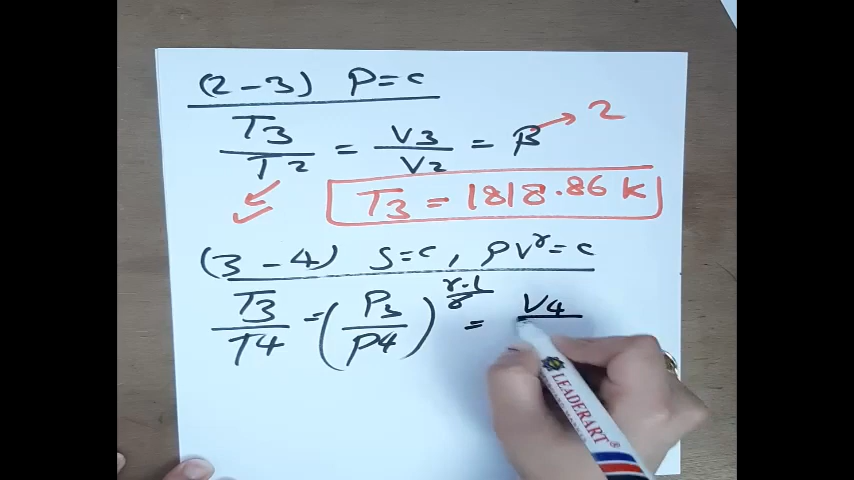 (2-3) P=c
T3/T2 = V3/V2 = β → 2
T3 = 1818.86 K
(3-4) S=c, PV^γ=c
T3/T4 = (P3/P4)^(γ-1/γ) = V4
LEADERART